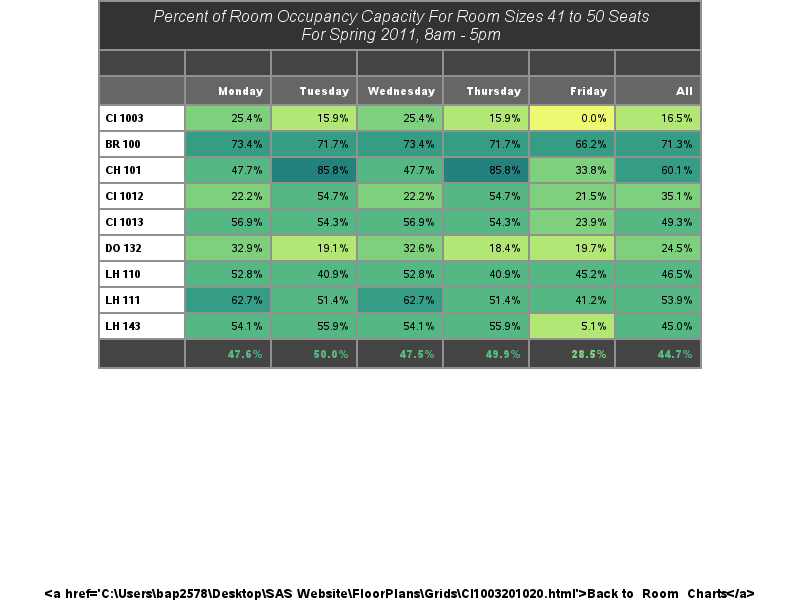 Percent of Room Occupancy Capacity For Room Sizes 41 to 50 Seats
For Spring 2011, 8am - 5pm
Monday Tuesday Wednesday Thursday Friday All
CI 1003 25.4% 15.9% 25.4% 15.9% 0.0% 16.5%
BR 100 73.4% 71.7% 73.4% 71.7% 66.2% 71.3%
CH 101 47.7% 85.8% 47.7% 85.8% 33.8% 60.1%
CI 1012 22.2% 54.7% 22.2% 54.7% 21.5% 35.1%
CI 1013 56.9% 54.3% 56.9% 54.3% 23.9% 49.3%
DO 132 32.9% 19.1% 32.6% 18.4% 19.7% 24.5%
LH 110 52.8% 40.9% 52.8% 40.9% 45.2% 46.5%
LH 111 62.7% 51.4% 62.7% 51.4% 41.2% 53.9%
LH 143 54.1% 55.9% 54.1% 55.9% 5.1% 45.0%
47.6% 50.0% 47.5% 49.9% 28.5% 44.7%
<a href='C:\Users\bap2578\Desktop\SAS Website\FloorPlans\Grids\CI1003201020.html'>Back to Room Charts</a>